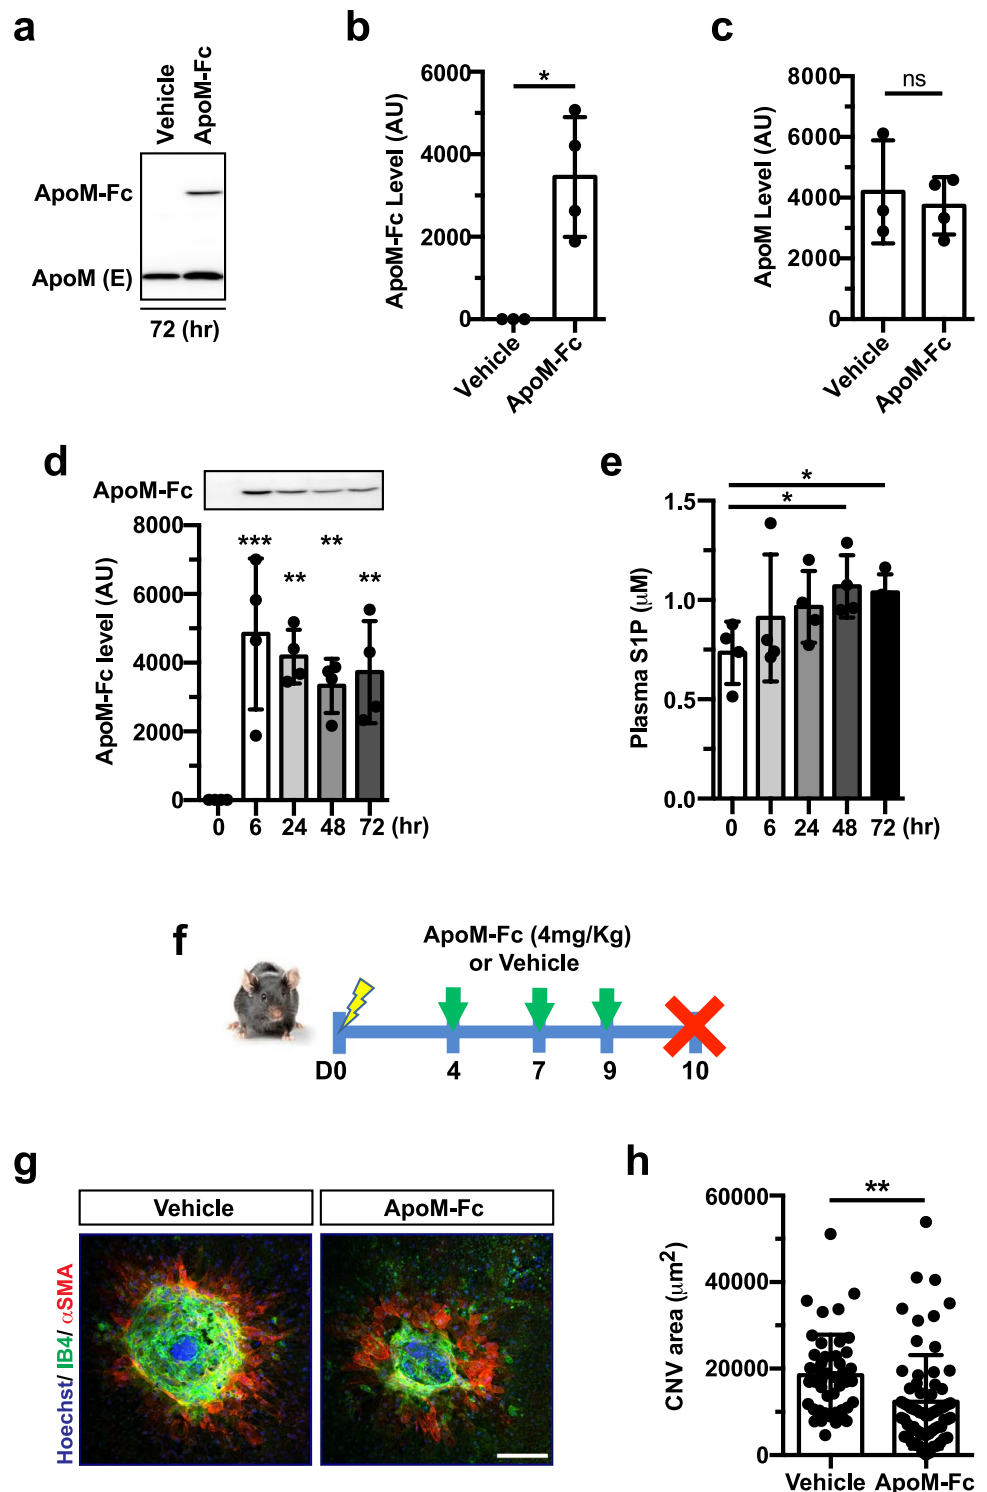 a
Vehicle
ApoM-Fc
ApoM-Fc
ApoM (E)
72 (hr)
b
ApoM-Fc Level (AU)
6000
4000
2000
0
*
Vehicle
ApoM-Fc
c
ApoM Level (AU)
8000
6000
4000
2000
0
ns
Vehicle
ApoM-Fc
d
ApoM-Fc
ApoM-Fc level (AU)
8000
6000
4000
2000
0
***
**
**
**
0 6 24 48 72 (hr)
e
Plasma S1P (μM)
1.5
1.0
0.5
0.0
*
*
0 6 24 48 72 (hr)
f
ApoM-Fc (4mg/Kg)
or Vehicle
D0 4 7 9 10
g
Vehicle
ApoM-Fc
Hoechst/ IB4/ αSMA
h
CNV area (μm²)
60000
40000
20000
0
**
Vehicle ApoM-Fc